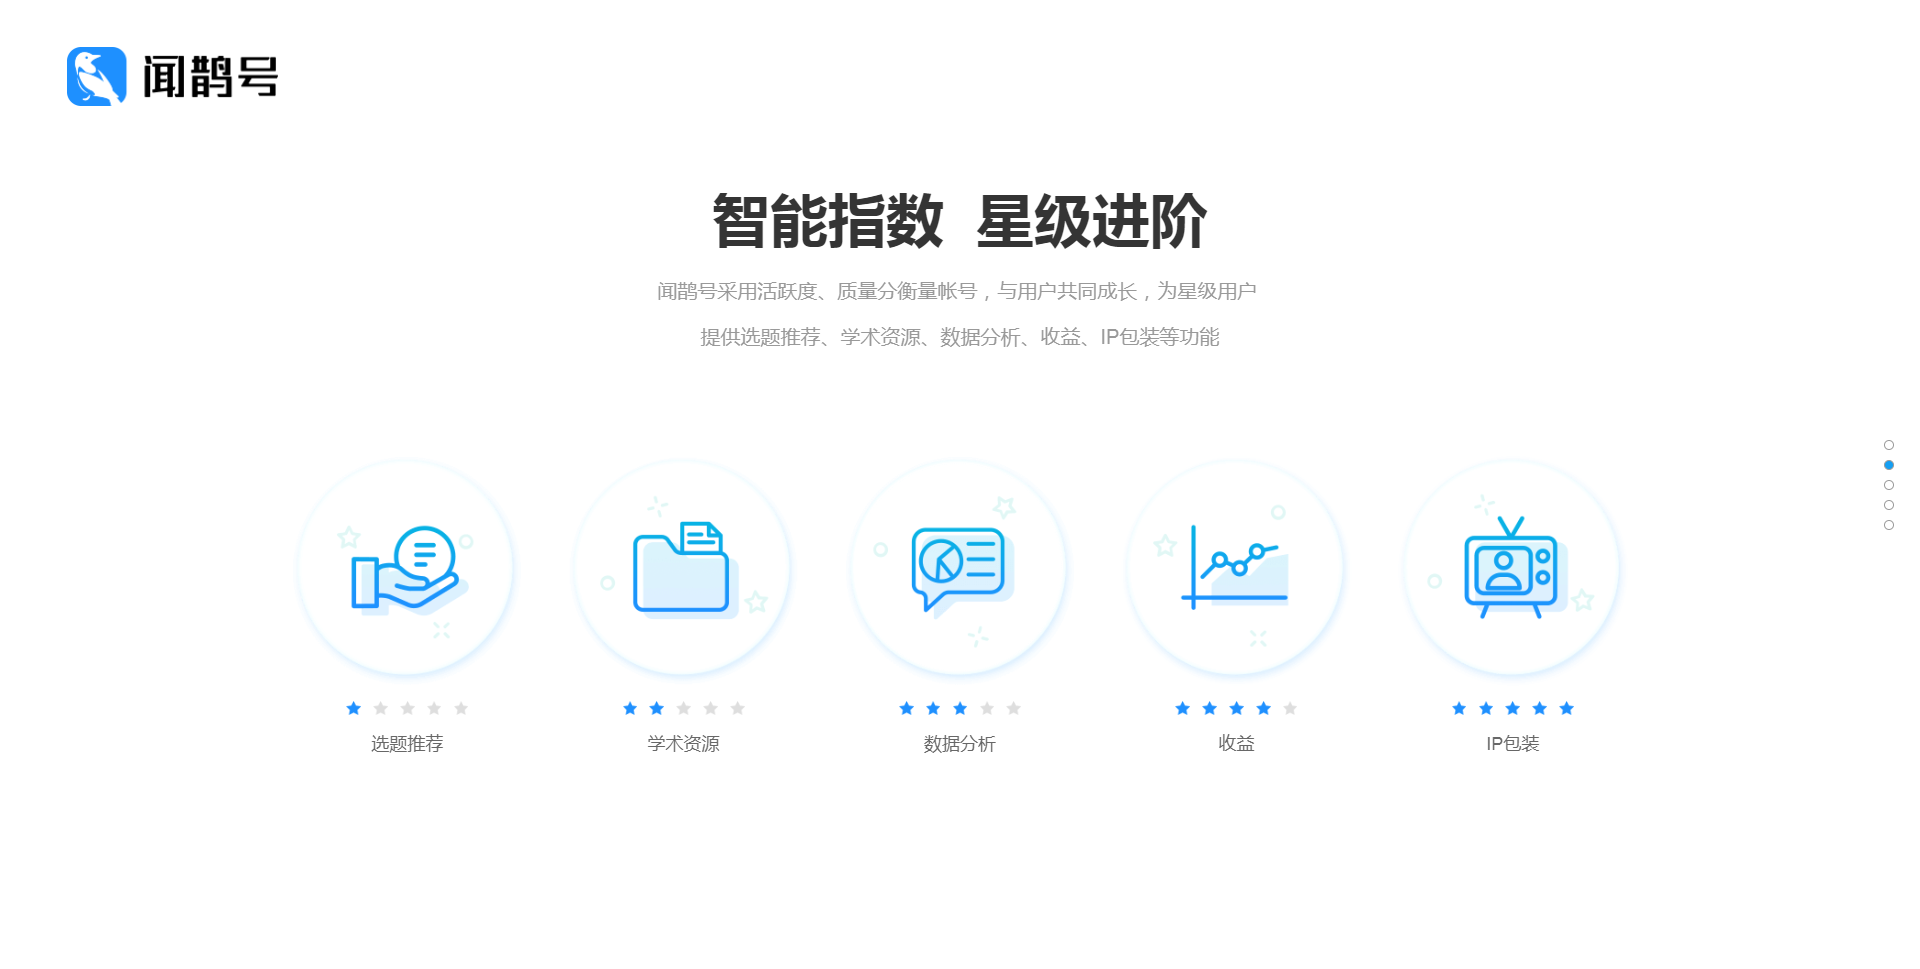 闻鹊号
智能指数 星级进阶
闻鹊号采用活跃度、质量分衡量帐号，与用户共同成长，为星级用户
提供选题推荐、学术资源、数据分析、收益、IP包装等功能
选题推荐
学术资源
数据分析
收益
IP包装